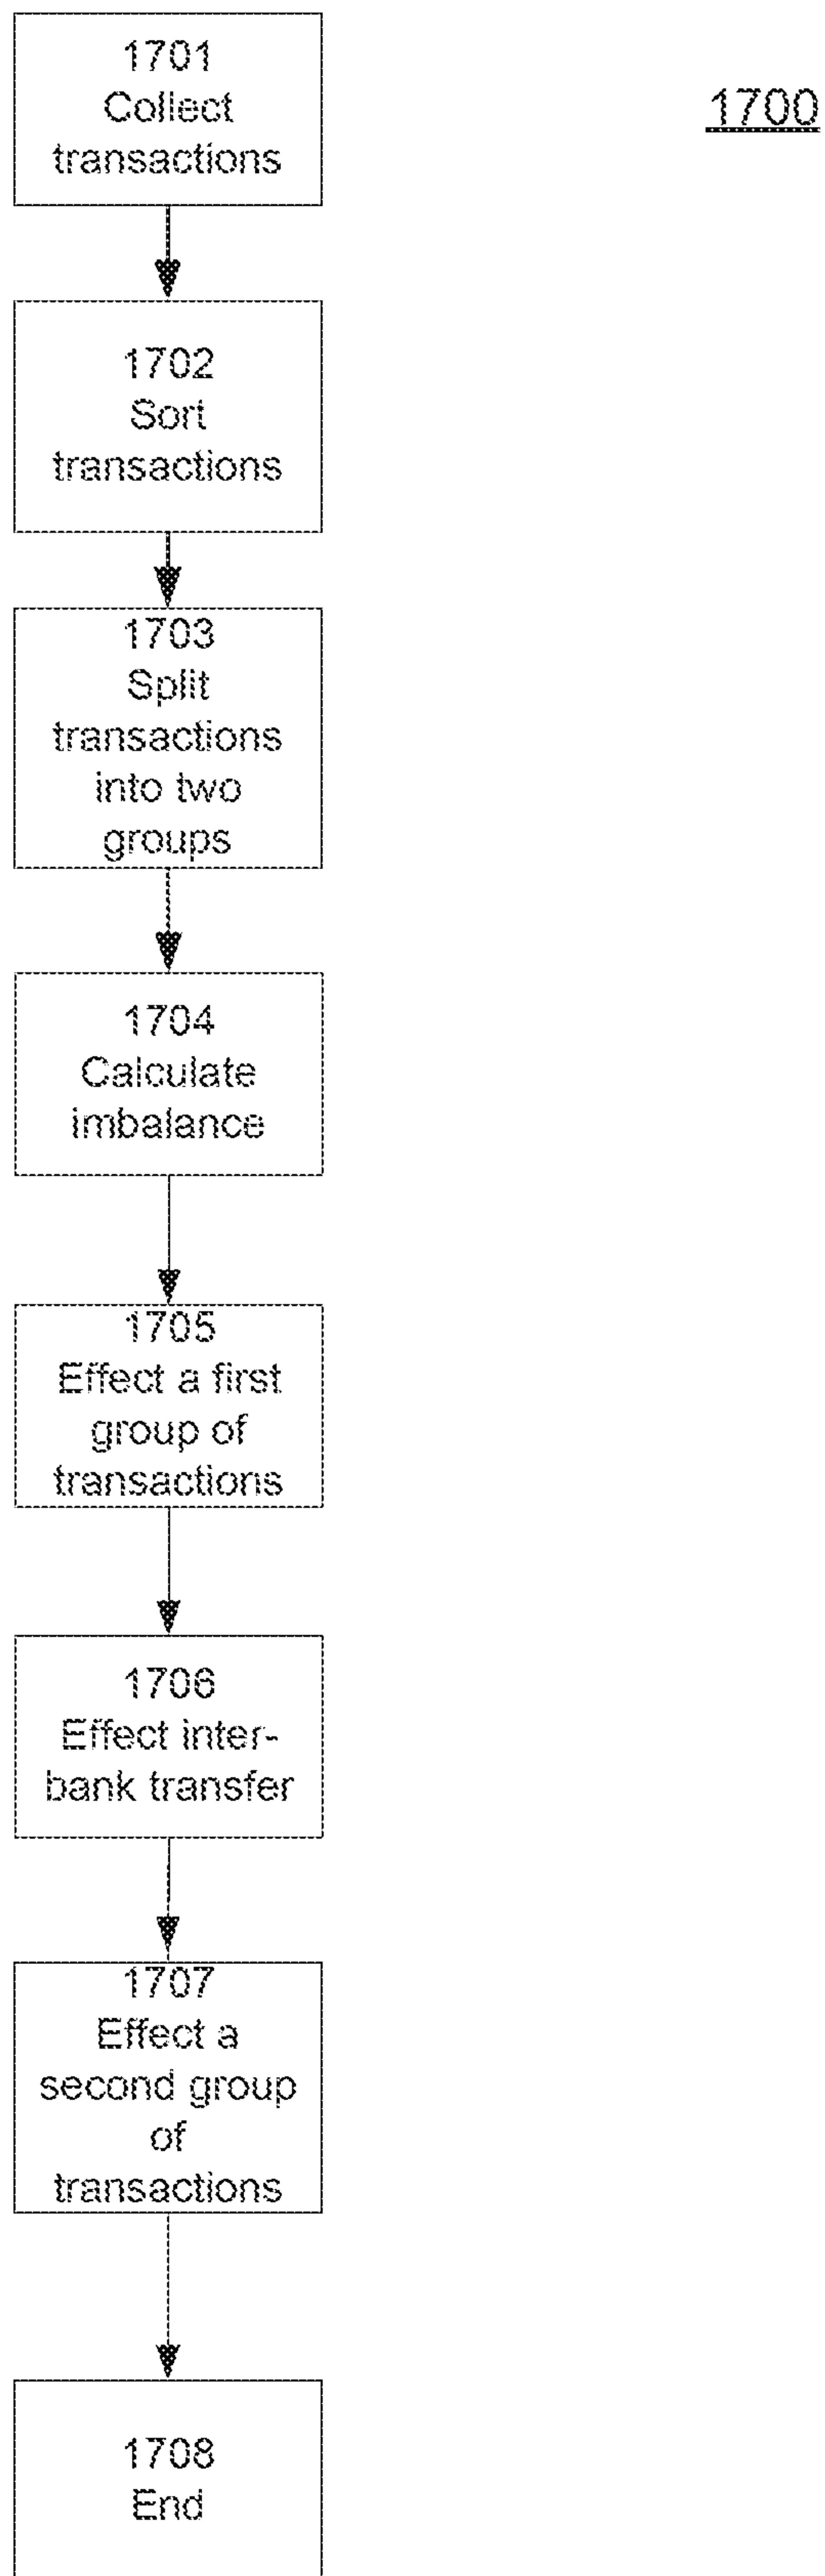 1701
Collect
transactions
1700
1702
Sort
transactions
1703
Split
transactions
into two
groups
1704
Calculate
imbalance
1705
Effect a first
group of
transactions
1706
Effect inter-
bank transfer
1707
Effect a
second group
of
transactions
1708
End